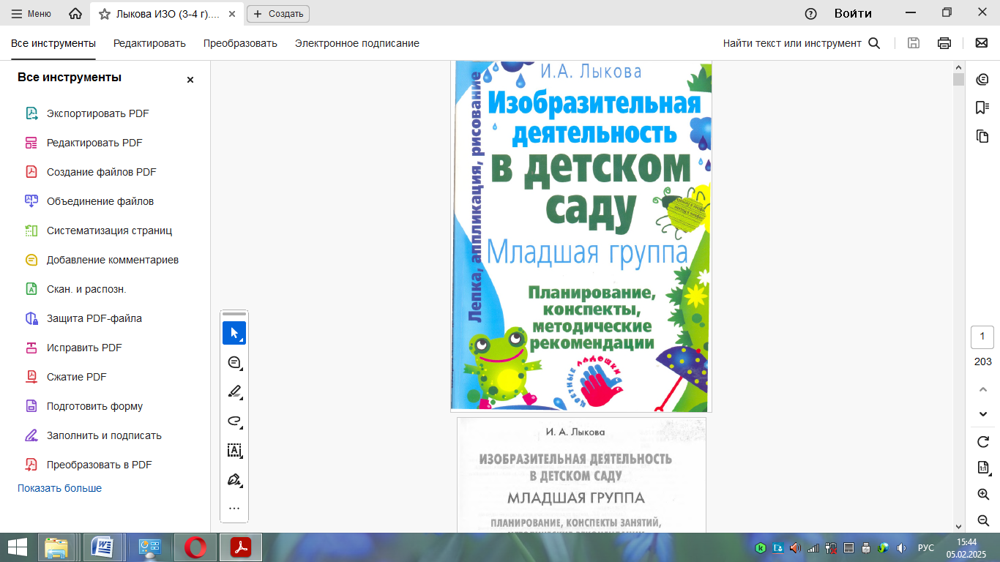 Меню
Лыкова ИЗО (3-4 г)....
Создать
Войти
Все инструменты
Редактировать
Преобразовать
Электронное подписание
Найти текст или инструмент
Все инструменты
Экспортировать PDF
Редактировать PDF
Создание файлов PDF
Объединение файлов
Систематизация страниц
Добавление комментариев
Скан. и распозн.
Защита PDF-файла
Исправить PDF
Сжатие PDF
Подготовить форму
Заполнить и подписать
Преобразовать в PDF
Показать больше
И.А. Лыкова
Изобразительная
деятельность
в детском
саду
Младшая группа
Лепка, аппликация, рисование
Планирование,
конспекты,
методические
рекомендации
цветные ладошки
И. А. Лыкова
ИЗОБРАЗИТЕЛЬНАЯ ДЕЯТЕЛЬНОСТЬ
В ДЕТСКОМ САДУ
МЛАДШАЯ ГРУППА
ПЛАНИРОВАНИЕ, КОНСПЕКТЫ ЗАНЯТИЙ,
1
203
1:1
РУС
15:44
05.02.2025